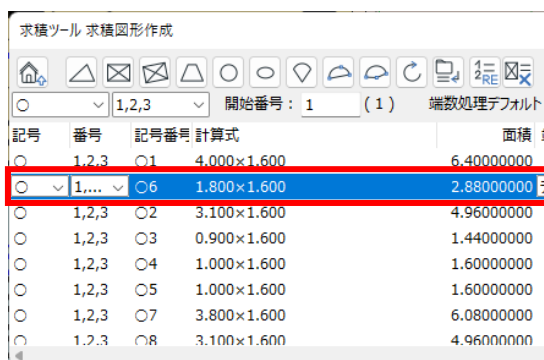 求積ツール 求積図形作成
1 2 RE
○ 1,2,3 開始番号： 1 (1) 端数処理デフォルト
記号 番号 記号番号 計算式 面積
○ 1,2,3 ○1 4.000×1.600 6.40000000
○ 1,... ○6 1.800×1.600 2.88000000
○ 1,2,3 ○2 3.100×1.600 4.96000000
○ 1,2,3 ○3 0.900×1.600 1.44000000
○ 1,2,3 ○4 1.000×1.600 1.60000000
○ 1,2,3 ○5 1.000×1.600 1.60000000
○ 1,2,3 ○7 3.800×1.600 6.08000000
○ 1,2,3 ○8 3.100×1.600 4.96000000